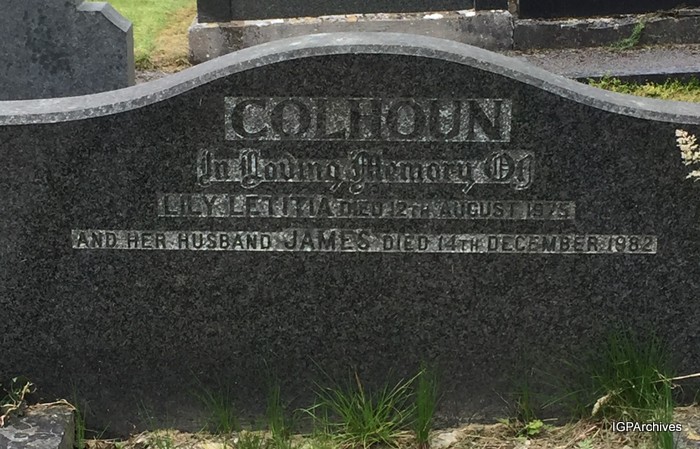 COLHOUN
In Loving Memory Of
LILY LETITIA DIED 12TH AUGUST 1975
AND HER HUSBAND JAMES DIED 14TH DECEMBER 1982
IGPArchives